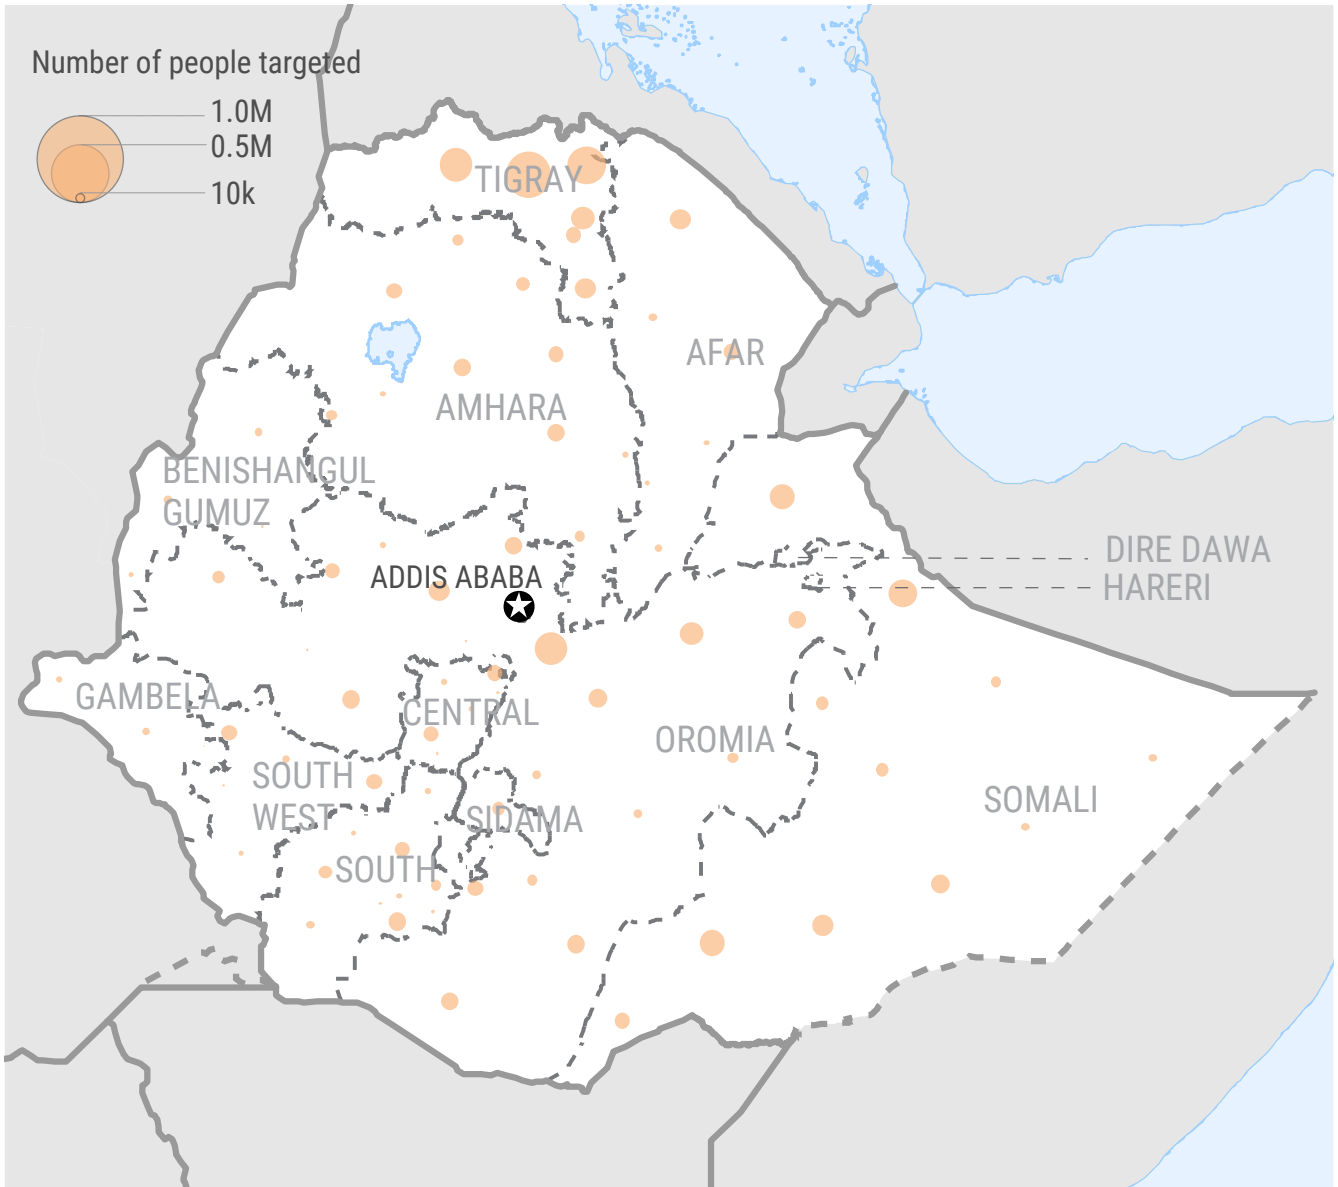 Number of people targeted
1.0M
0.5M
10k
TIGRAY
AFAR
AMHARA
BENISHANGUL
GUMUZ
DIRE DAWA
ADDIS ABABA
HARERI
GAMBELA
CENTRAL
OROMIA
SOUTH
WEST
SIDAMA
SOMALI
SOUTH